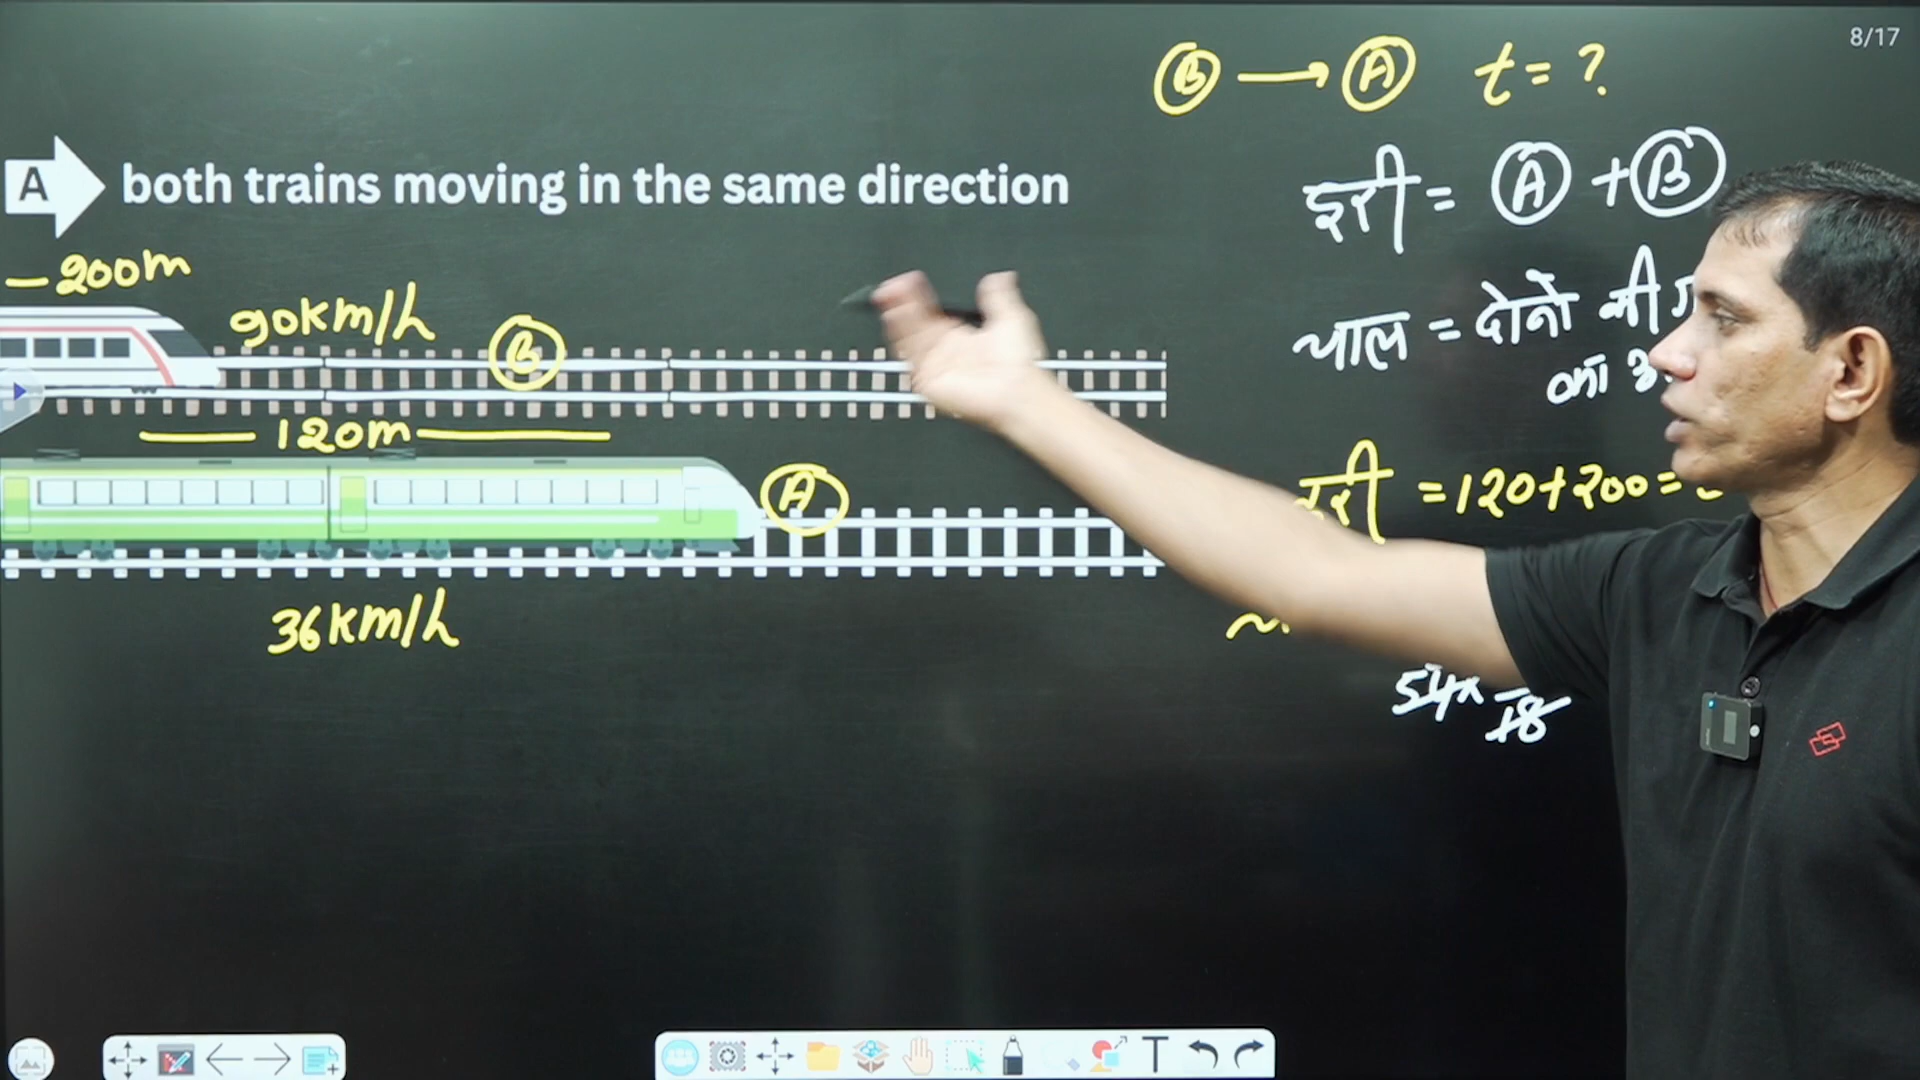 8/17
B → A t = ?
A both trains moving in the same direction
दूरी = A + B
-200m
90km/h
B
चाल = दोनो की
का
120m
A
दूरी = 120+200=
36km/h
54× /18
T